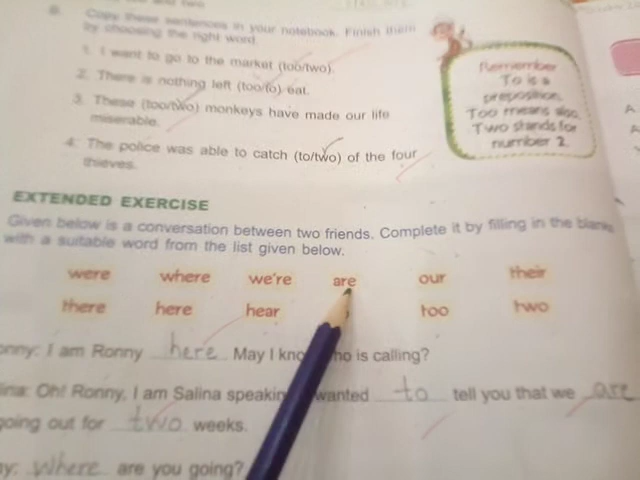 Copy these sentences in your notebook. Finish them
by choosing the right word.
1. I want to go to the market (too/two).
2. There is nothing left (too/to) eat.
3. These (too/two) monkeys have made our life
miserable.
4. The police was able to catch (to/two) of the four
thieves.
Remember
To is a
preposition.
Too means also.
Two stands for
number 2.
EXTENDED EXERCISE
Given below is a conversation between two friends. Complete it by filling in the blanks
with a suitable word from the list given below.
were where we're are our their
there here hear too two
onny: I am Ronny here May I kno ho is calling?
lina: Oh! Ronny, I am Salina speakin wanted to tell you that we are
going out for two weeks.
ny: where are you going?